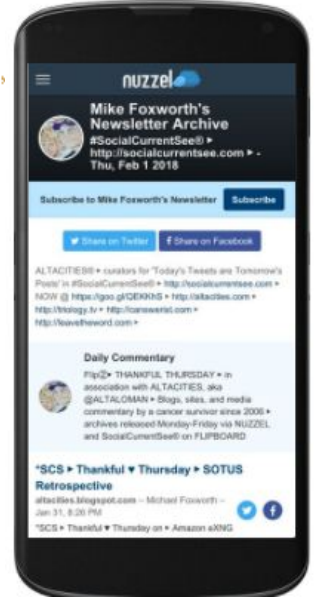 nuzzel
Mike Foxworth's
Newsletter Archive
#SocialCurrentSee® ▸
http://socialcurrentsee.com ▸ -
Thu, Feb 1 2018
Subscribe to Mike Foxworth's Newsletter Subscribe
Share on Twitter Share on Facebook
ALTACITIES® ▸ curators for 'Today's Tweets are Tomorrow's
Posts' in #SocialCurrentSee® ▸ http://socialcurrentsee.com ▸
NOW @ https://goo.gl/QEKKhS ▸ http://altacities.com ▸
http://triology.tv ▸ http://canswerist.com ▸
http://leavetheword.com ▸
Daily Commentary
Flip②▸ THANKFUL THURSDAY ▸ in
association with ALTACITIES, aka
@ALTALOMAN ▸ Blogs, sites, and media
commentary by a cancer survivor since 2006 ▸
archives released Monday-Friday via NUZZEL
and SocialCurrentSee® on FLIPBOARD
*SCS ▸ Thankful ♥ Thursday ▸ SOTUS
Retrospective
altacities.blogspot.com – Michael Foxworth –
Jan 31, 8:26 PM
*SCS ▸ Thankful ♥ Thursday on ▸ Amazon eXNG